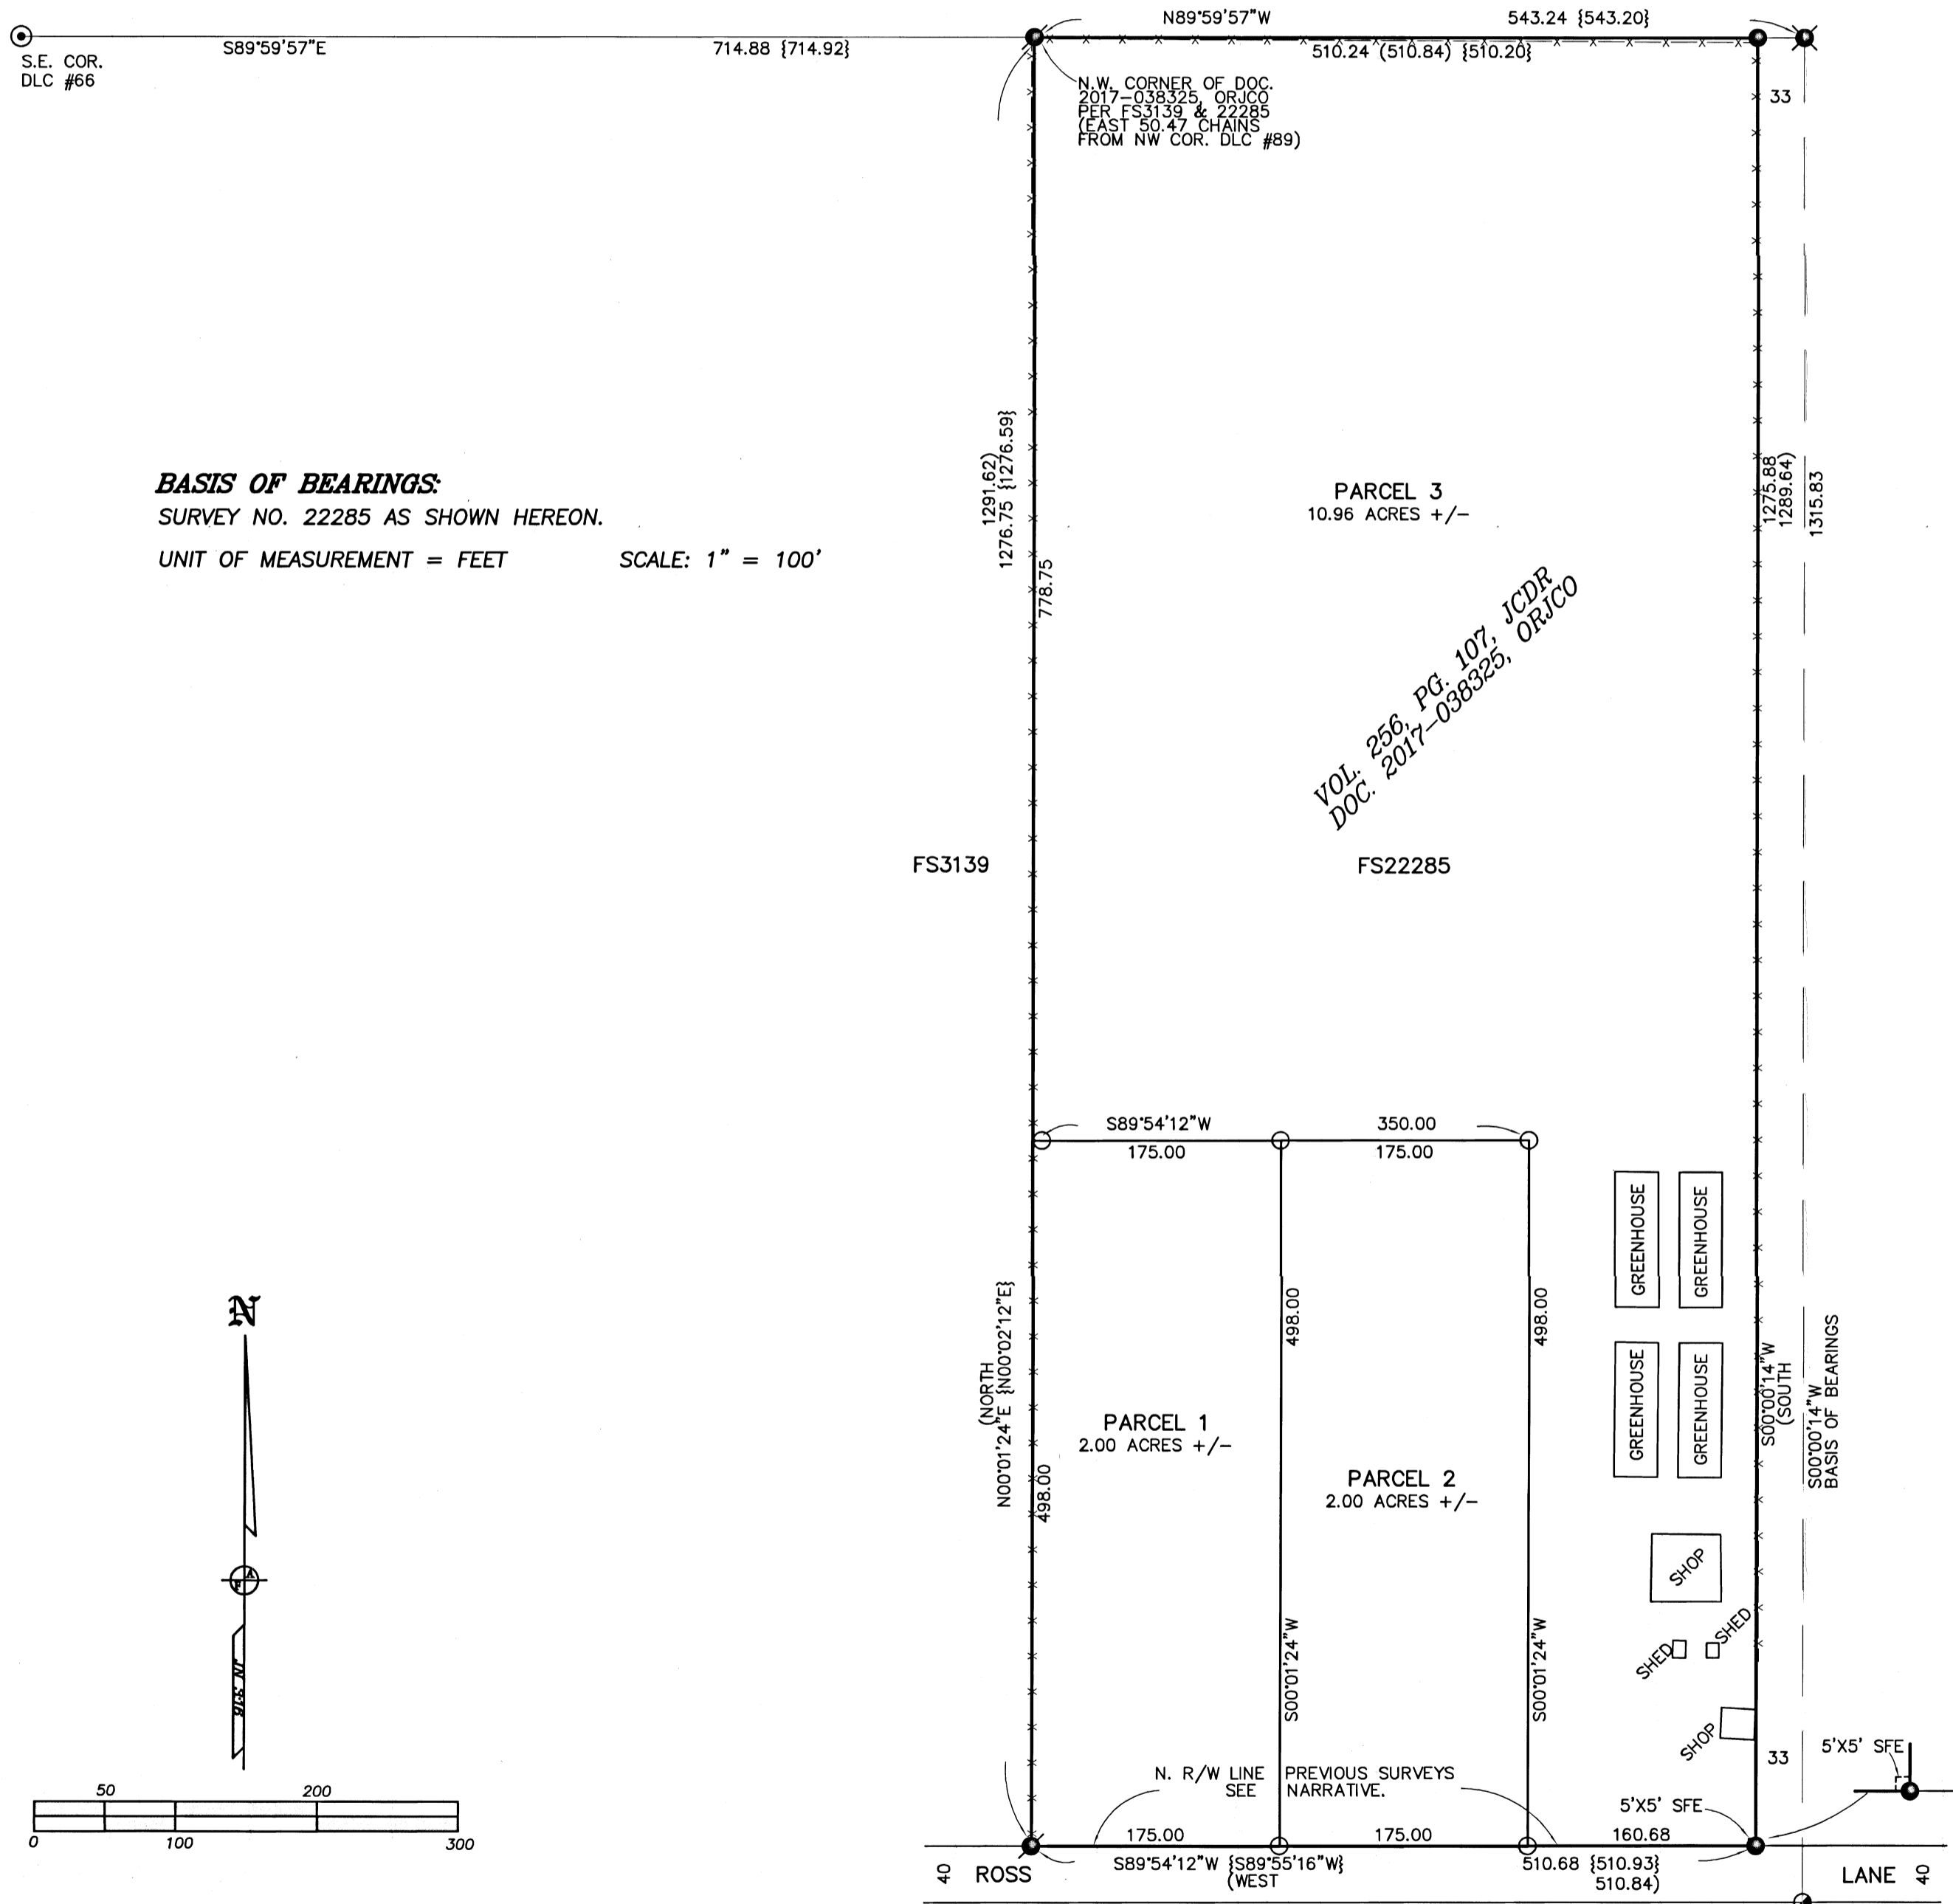 N89°59'57"W 543.24 {543.20}
S89°59'57"E 714.88 {714.92} 510.24 (510.84) {510.20}
S.E. COR.
DLC #66
N.W. CORNER OF DOC.
2017-038325, ORJCO
PER FS3139 & 22285
(EAST 50.47 CHAINS
FROM NW COR. DLC #89)
33
BASIS OF BEARINGS:
SURVEY NO. 22285 AS SHOWN HEREON.
UNIT OF MEASUREMENT = FEET SCALE: 1" = 100'
1291.62)
1276.75 {1276.59}
778.75
PARCEL 3
10.96 ACRES +/-
1275.88
1289.64)
1315.83
VOL. 256, PG. 107, JCDR
DOC. 2017-038325, ORJCO
FS3139
FS22285
S89°54'12"W 350.00
175.00 175.00
GREENHOUSE
GREENHOUSE
GREENHOUSE
GREENHOUSE
N
(NORTH
N00°01'24"E {N00°02'12"E}
498.00
498.00
498.00
PARCEL 1
2.00 ACRES +/-
PARCEL 2
2.00 ACRES +/-
S00°00'14"W
(SOUTH
S00°00'14"W
BASIS OF BEARINGS
SHOP
SHED
SHED
SHOP
S00°01'24"W
S00°01'24"W
33
5'X5' SFE
N. R/W LINE PREVIOUS SURVEYS
SEE NARRATIVE.
5'X5' SFE
175.00 175.00 160.68
40 ROSS
S89°54'12"W {S89°55'16"W} 510.68 {510.93}
(WEST 510.84)
LANE 40
50 200
0 100 300